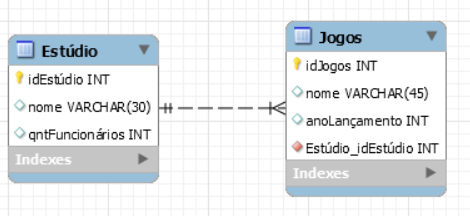 Estúdio
idEstúdio INT
nome VARCHAR(30)
qntFuncionários INT
Indexes
Jogos
idJogos INT
nome VARCHAR(45)
anoLançamento INT
Estúdio_idEstúdio INT
Indexes